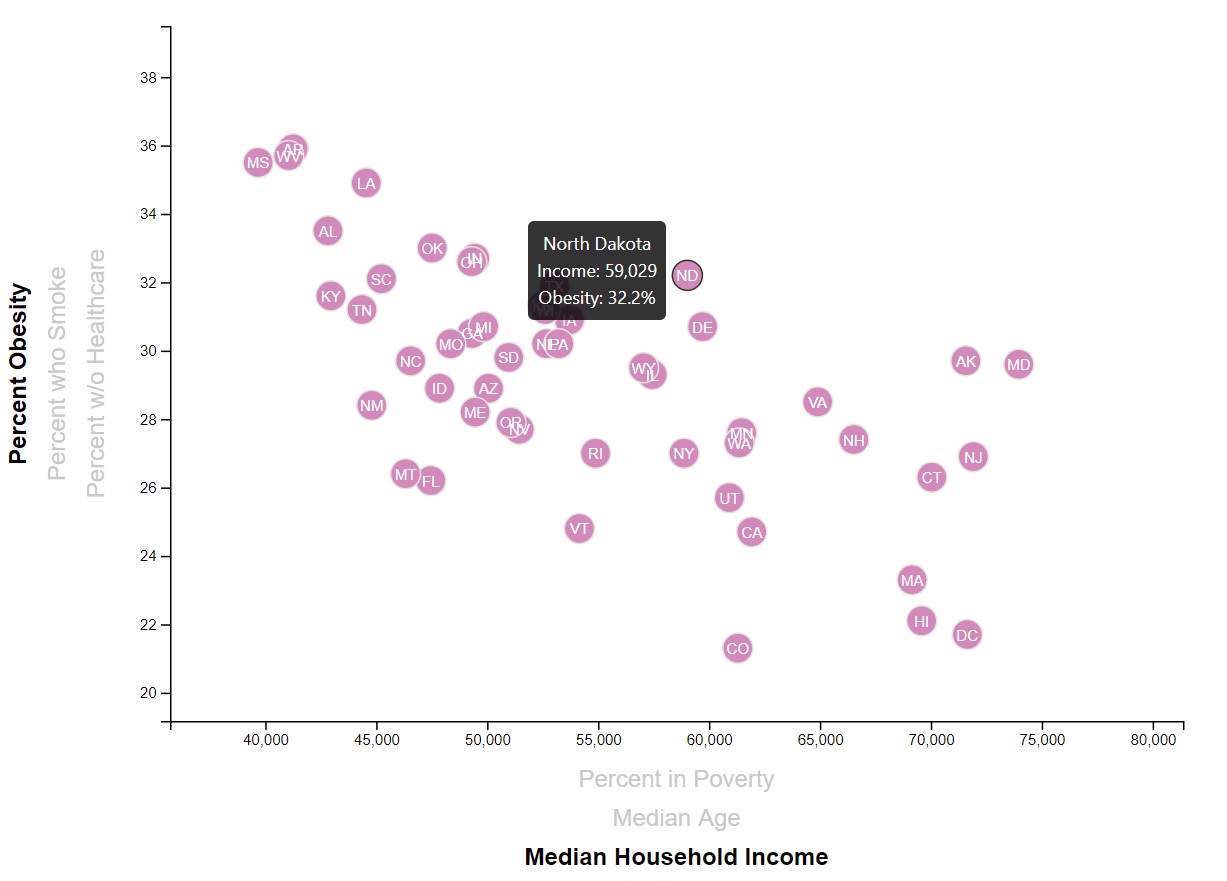 38
36
34
32
30
28
26
24
22
20
Percent Obesity
Percent who Smoke
Percent w/o Healthcare
AR
WV
MS
LA
AL
OK
IN
OH
North Dakota
Income: 59,029
Obesity: 32.2%
TX
ND
SC
KY
TN
IA
MI
GA
DE
MO
NE
PA
NC
SD
WY
IL
AK
MD
ID
AZ
NM
ME
VA
OR
NV
MN
WA
NH
RI
NY
NJ
MT
FL
CT
UT
VT
CA
MA
HI
DC
CO
40,000 45,000 50,000 55,000 60,000 65,000 70,000 75,000 80,000
Percent in Poverty
Median Age
Median Household Income